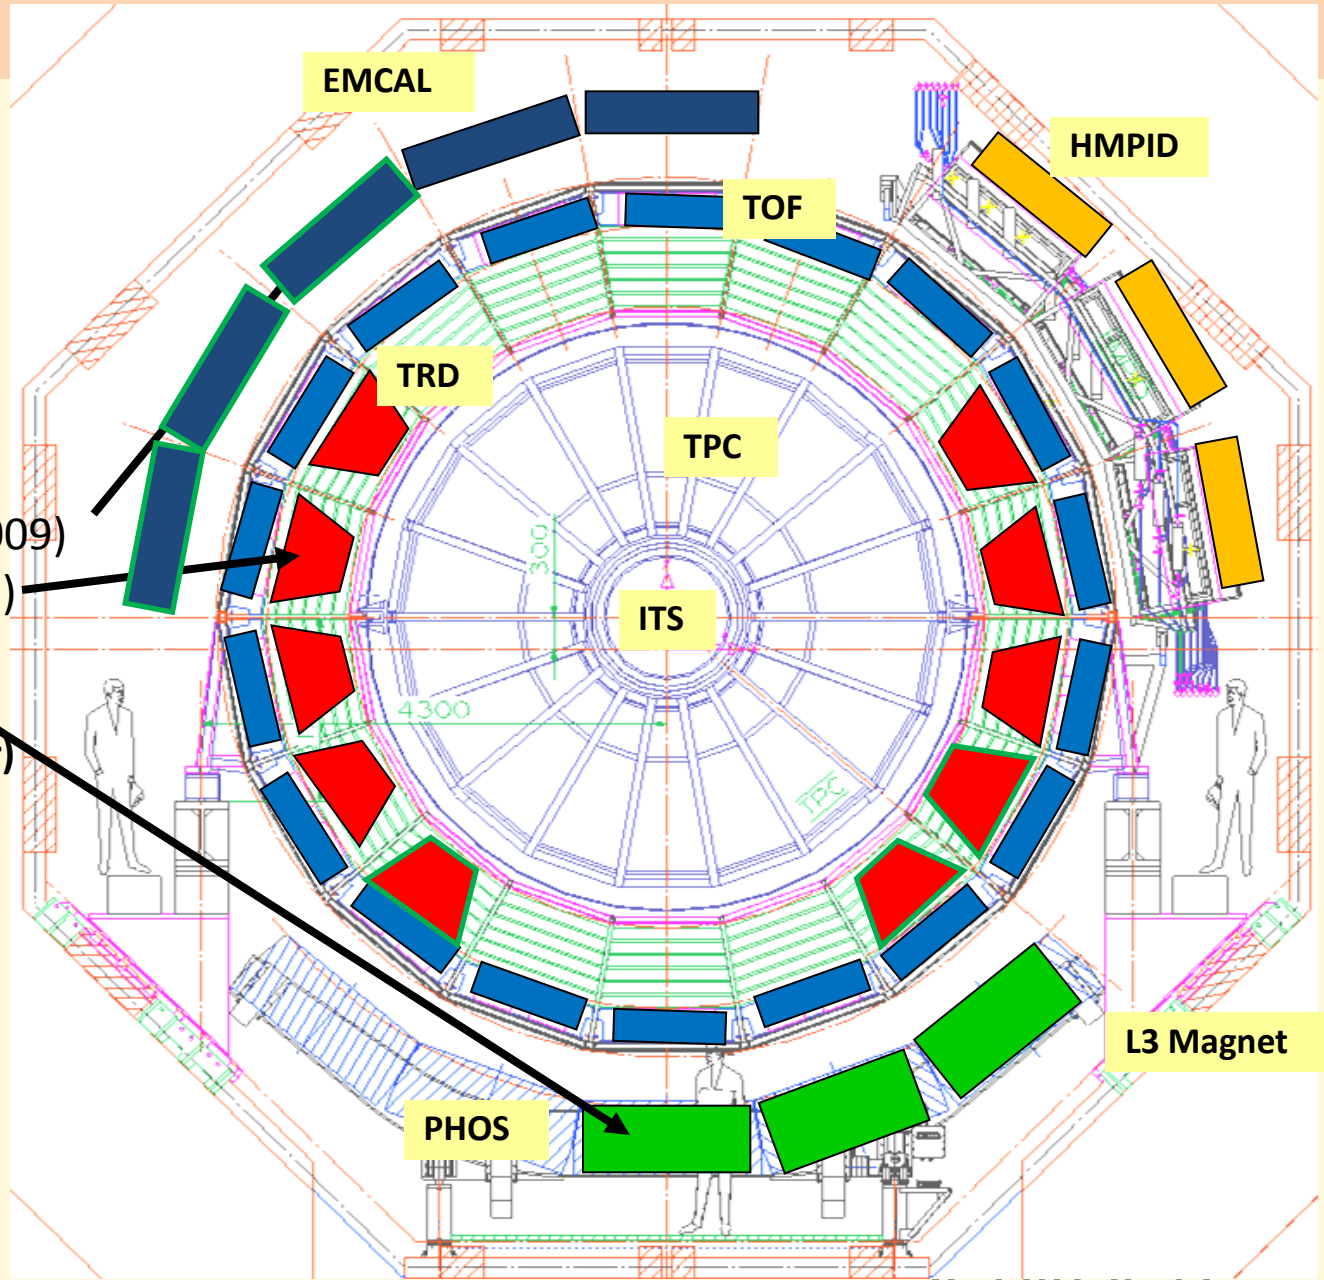 EMCAL
HMPID
TOF
TRD
TPC
009)
)
300
ITS
4300
)
TPC
L3 Magnet
PHOS